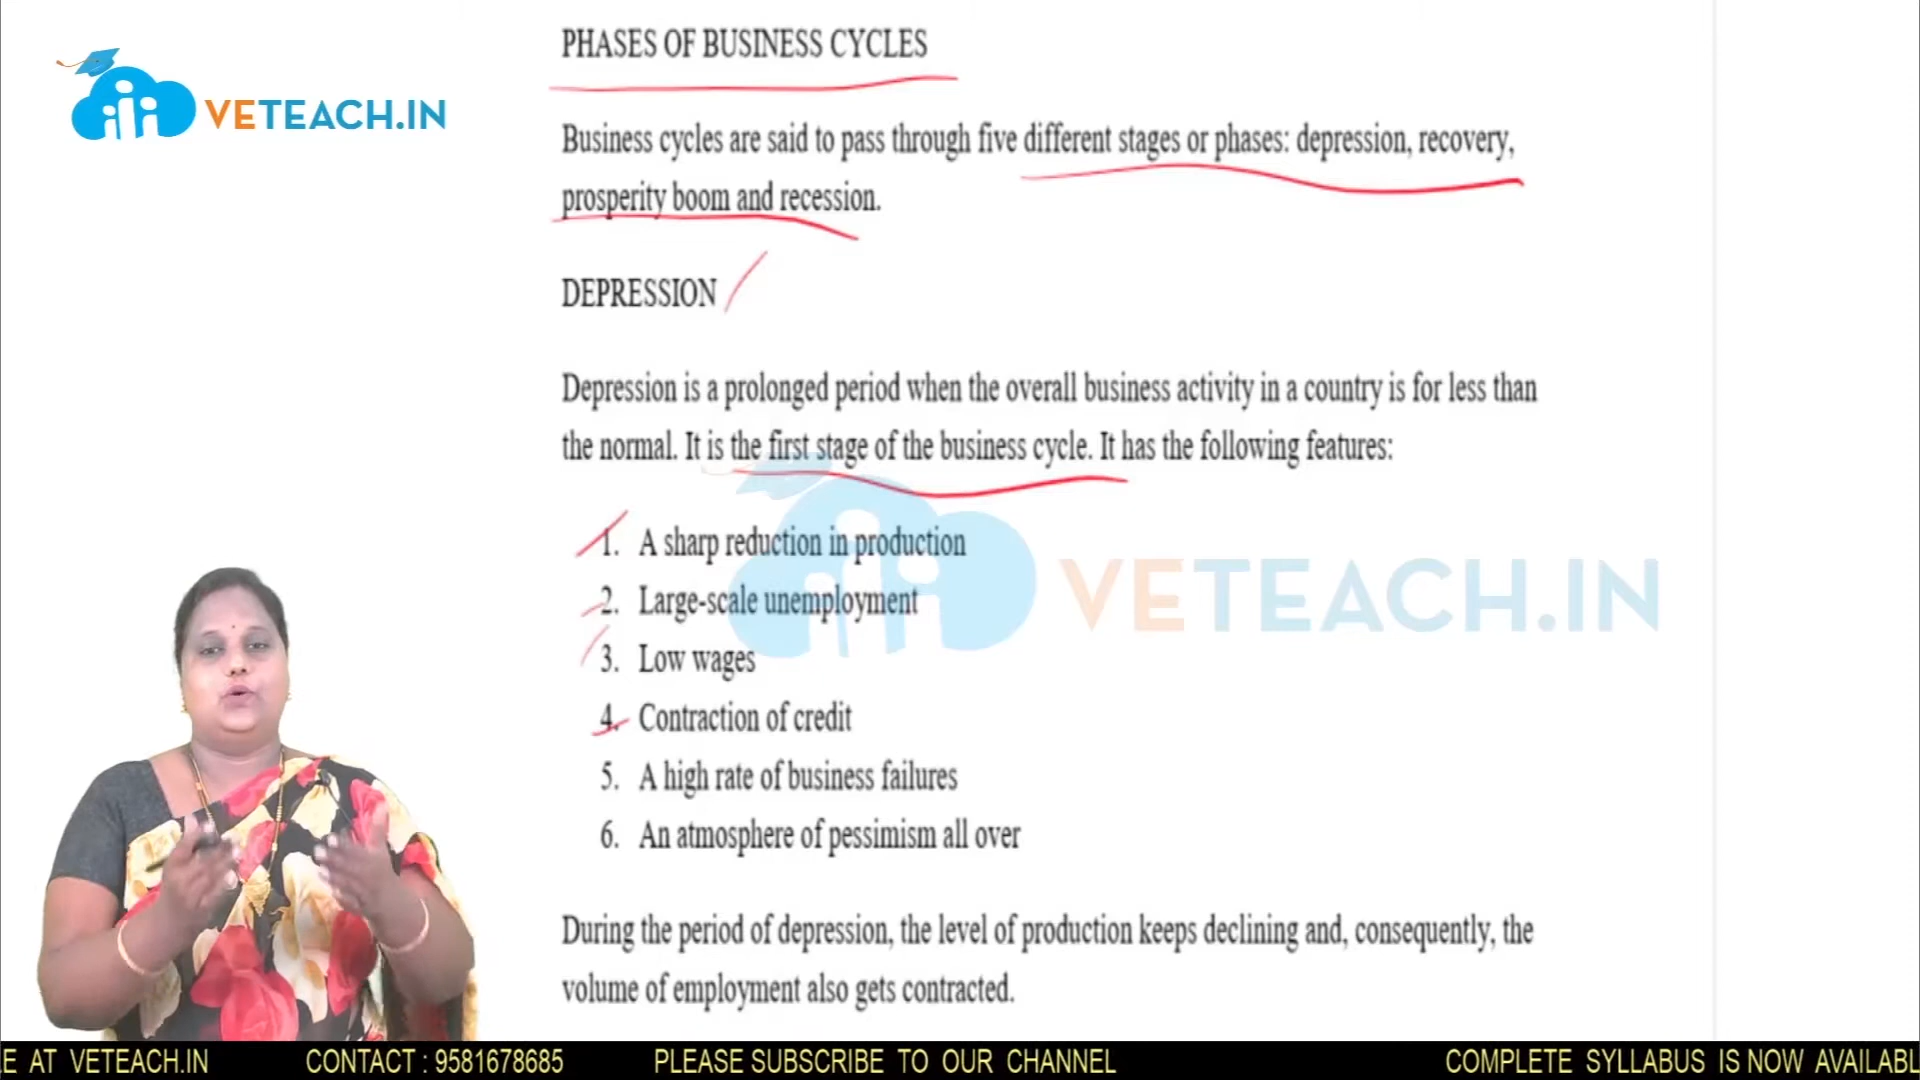 PHASES OF BUSINESS CYCLES
VETEACH.IN
Business cycles are said to pass through five different stages or phases: depression, recovery,
prosperity boom and recession.
DEPRESSION
Depression is a prolonged period when the overall business activity in a country is for less than
the normal. It is the first stage of the business cycle. It has the following features:
1. A sharp reduction in production
2. Large-scale unemployment
VETEACH.IN
3. Low wages
4. Contraction of credit
5. A high rate of business failures
6. An atmosphere of pessimism all over
During the period of depression, the level of production keeps declining and, consequently, the
volume of employment also gets contracted.
E AT VETEACH.IN CONTACT : 9581678685 PLEASE SUBSCRIBE TO OUR CHANNEL COMPLETE SYLLABUS IS NOW AVAILABL